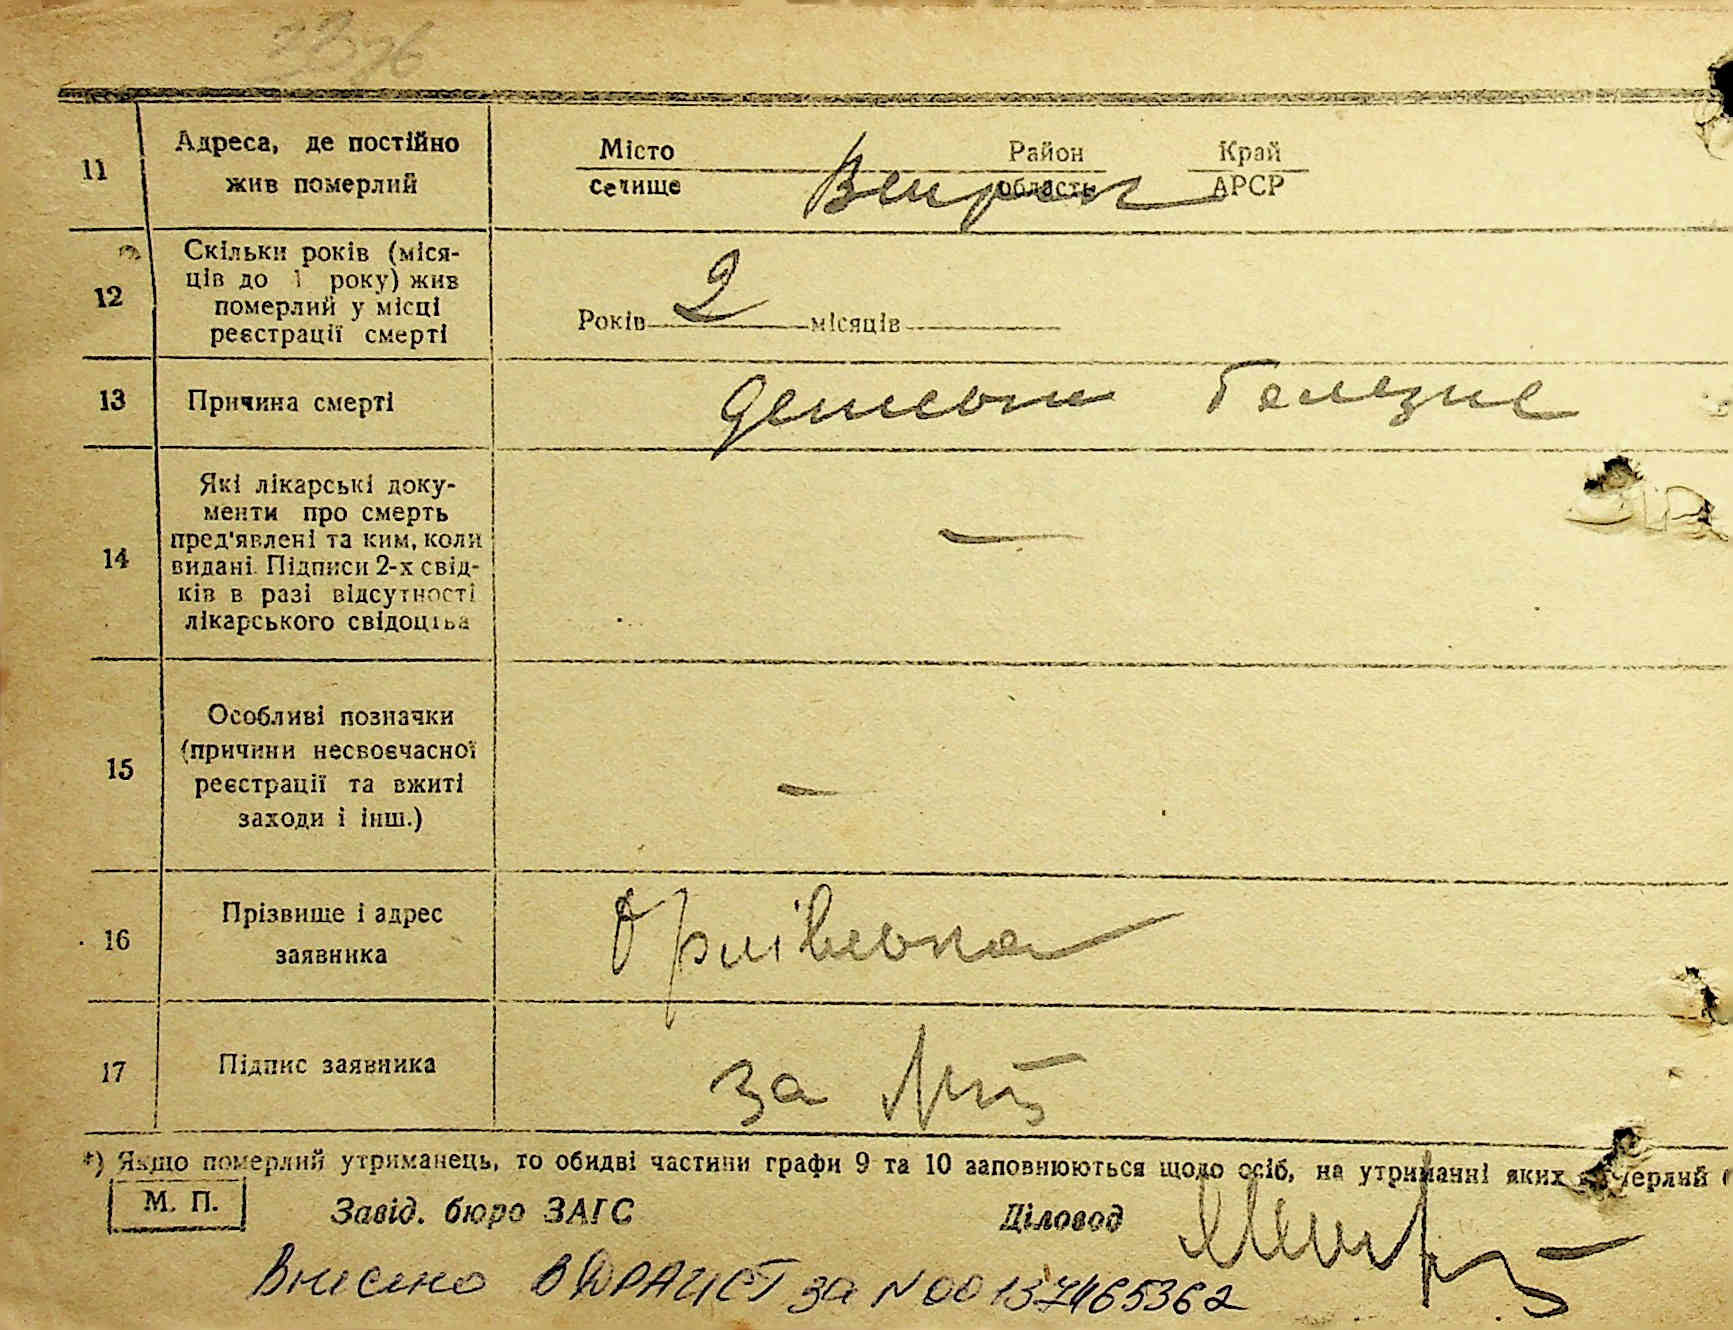 11
Адреса, де постійно
жив померлий
Місто Район Край
селище область АРСР
12
Скільки років (міся-
ців до 1 року) жив
померлий у місці
реєстрації смерті
Років 2 місяців
13
Причина смерті
14
Які лікарські доку-
менти про смерть
пред'явлені та ким, коли
видані. Підписи 2-х свід-
ків в разі відсутності
лікарського свідоцтва
—
15
Особливі позначки
(причини несвоєчасної
реєстрації та вжиті
заходи і інш.)
—
16
Прізвище і адрес
заявника
17
Підпис заявника
за
*) Якщо померлий утриманець, то обидві частини графи 9 та 10 заповнюються щодо осіб, на утриманні яких померлий
М. П. Завід. бюро ЗАГС Діловод
Внесено в ДРАЦСГ за N 00137465362